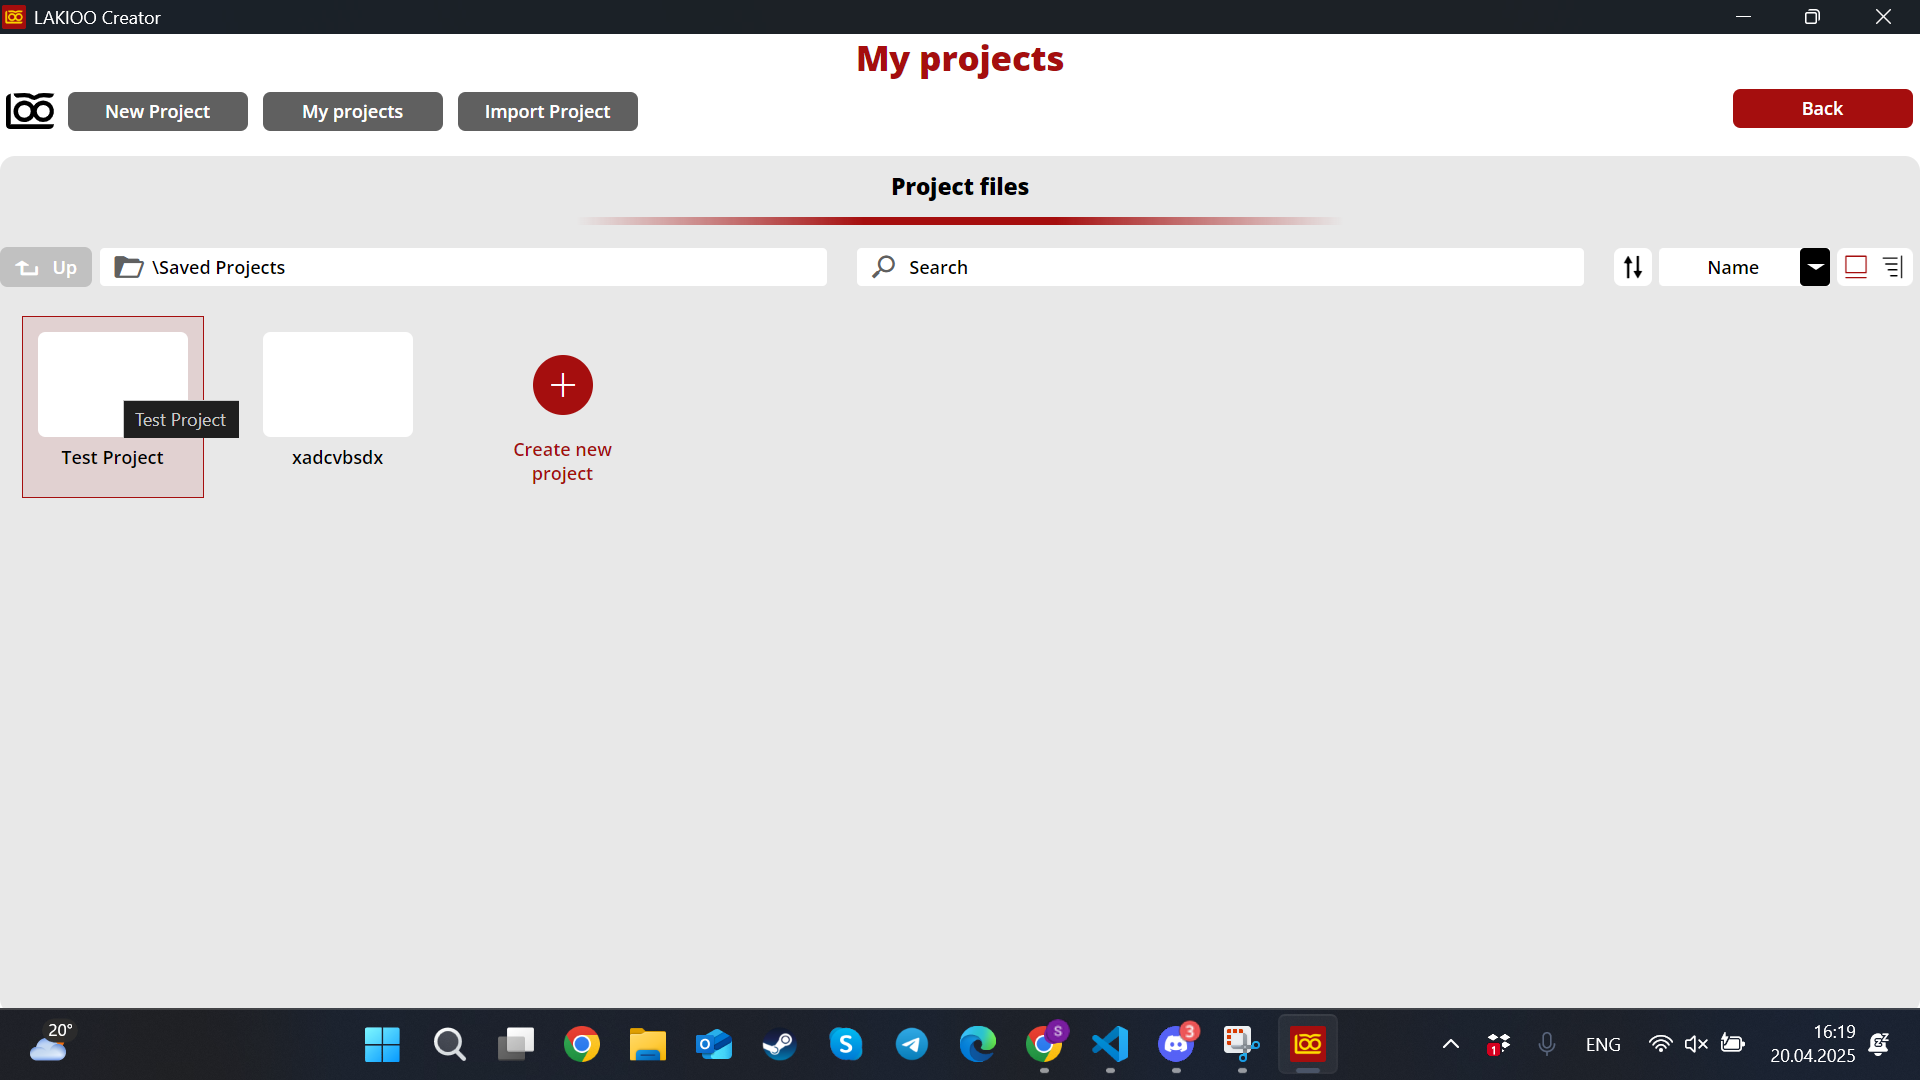 LAKIOO Creator
My projects
New Project
My projects
Import Project
Back
Project files
Up
\Saved Projects
Search
Name
Test Project
Test Project
xadcvbsdx
Create new
project
20°
S
3
1
ENG
16:19
20.04.2025